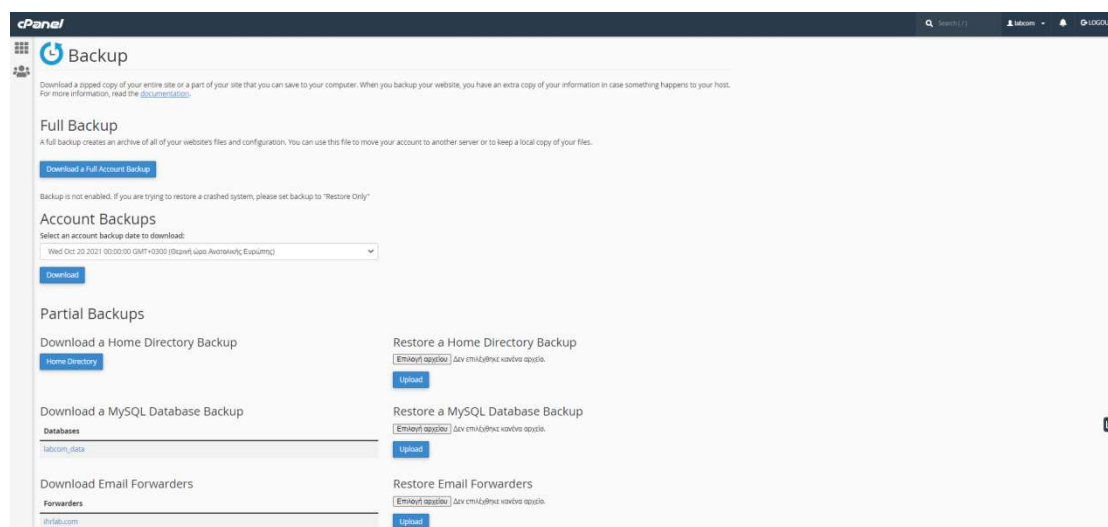 cPanel
Search ( / )
labcom
LOGOU
Backup
Download a zipped copy of your entire site or a part of your site that you can save to your computer. When you backup your website, you have an extra copy of your information in case something happens to your host.
For more information, read the documentation.
Full Backup
A full backup creates an archive of all of your website's files and configuration. You can use this file to move your account to another server or to keep a local copy of your files.
Download a Full Account Backup
Backup is not enabled. If you are trying to restore a crashed system, please set backup to "Restore Only"
Account Backups
Select an account backup date to download:
Wed Oct 20 2021 00:00:00 GMT+0300 (Θερινή ώρα Ανατολικής Ευρώπης)
Download
Partial Backups
Download a Home Directory Backup
Home Directory
Restore a Home Directory Backup
Επιλογή αρχείου Δεν επιλέχθηκε κανένα αρχείο.
Upload
Download a MySQL Database Backup
Databases
labcom_data
Restore a MySQL Database Backup
Επιλογή αρχείου Δεν επιλέχθηκε κανένα αρχείο.
Upload
Download Email Forwarders
Forwarders
ihrlab.com
Restore Email Forwarders
Επιλογή αρχείου Δεν επιλέχθηκε κανένα αρχείο.
Upload